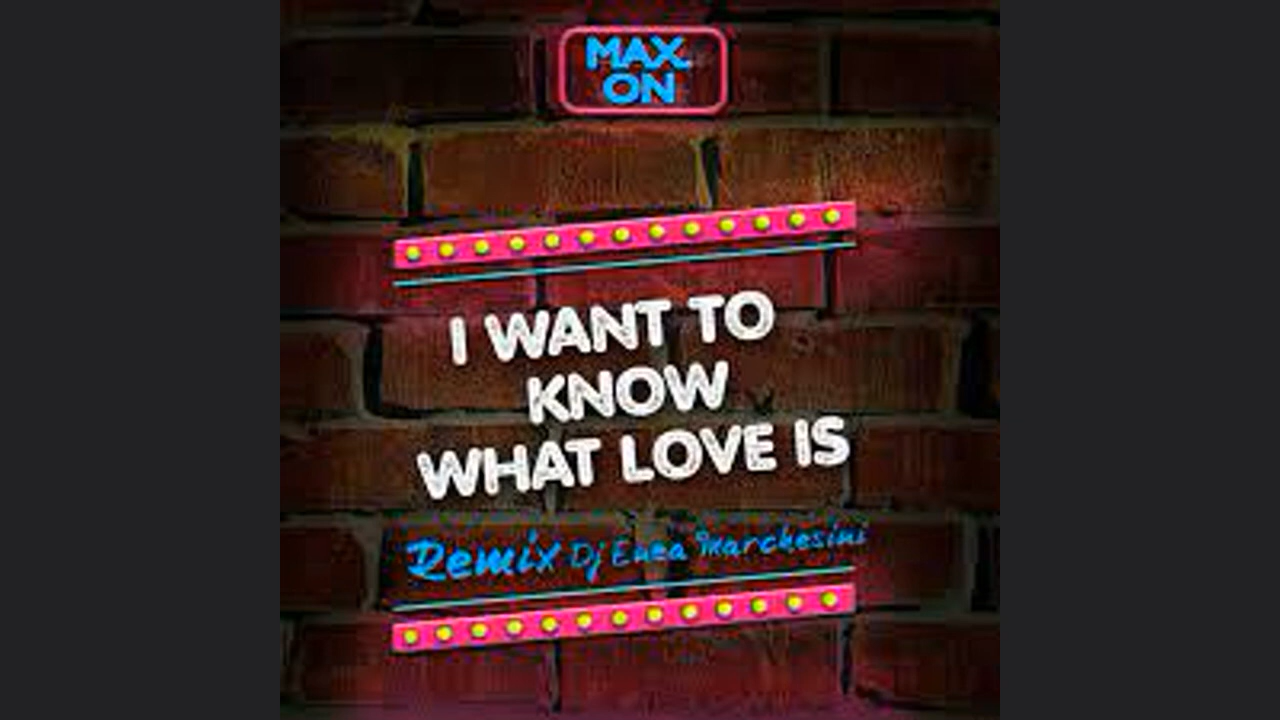 MAX
ON
I WANT TO
KNOW
WHAT LOVE IS
Remix Dj Enea Marchesini